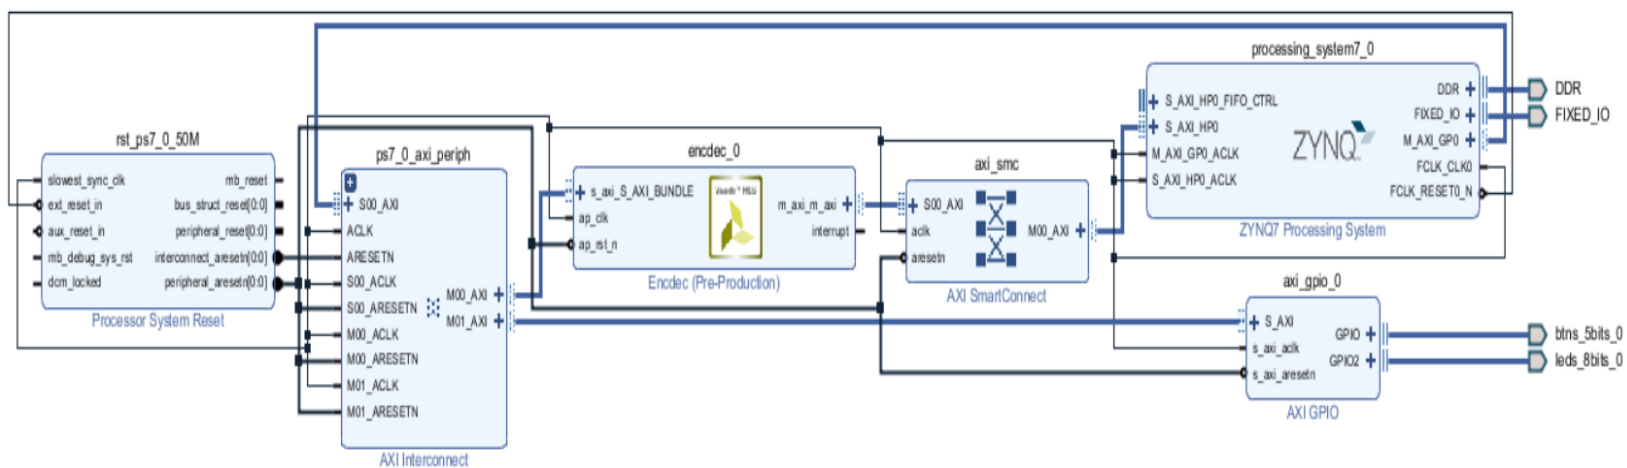 processing_system7_0
S_AXI_HP0_FIFO_CTRL
S_AXI_HP0
M_AXI_GP0_ACLK
S_AXI_HP0_ACLK
ZYNQ
DDR
FIXED_IO
M_AXI_GP0
FCLK_CLK0
FCLK_RESET0_N
ZYNQ7 Processing System
DDR
FIXED_IO
rst_ps7_0_50M
slowest_sync_clk
ext_reset_in
aux_reset_in
mb_debug_sys_rst
dcm_locked
mb_reset
bus_struct_reset[0:0]
peripheral_reset[0:0]
interconnect_aresetn[0:0]
peripheral_aresetn[0:0]
Processor System Reset
ps7_0_axi_periph
S00_AXI
ACLK
ARESETN
S00_ACLK
S00_ARESETN
M00_ACLK
M00_ARESETN
M01_ACLK
M01_ARESETN
M00_AXI
M01_AXI
AXI Interconnect
encdec_0
s_axi_S_AXI_BUNDLE
ap_clk
ap_rst_n
Vivado™ HLS
m_axi_m_axi
interrupt
Encdec (Pre-Production)
axi_smc
S00_AXI
aclk
aresetn
M00_AXI
AXI SmartConnect
axi_gpio_0
S_AXI
s_axi_aclk
s_axi_aresetn
GPIO
GPIO2
AXI GPIO
btns_5bits_0
leds_8bits_0